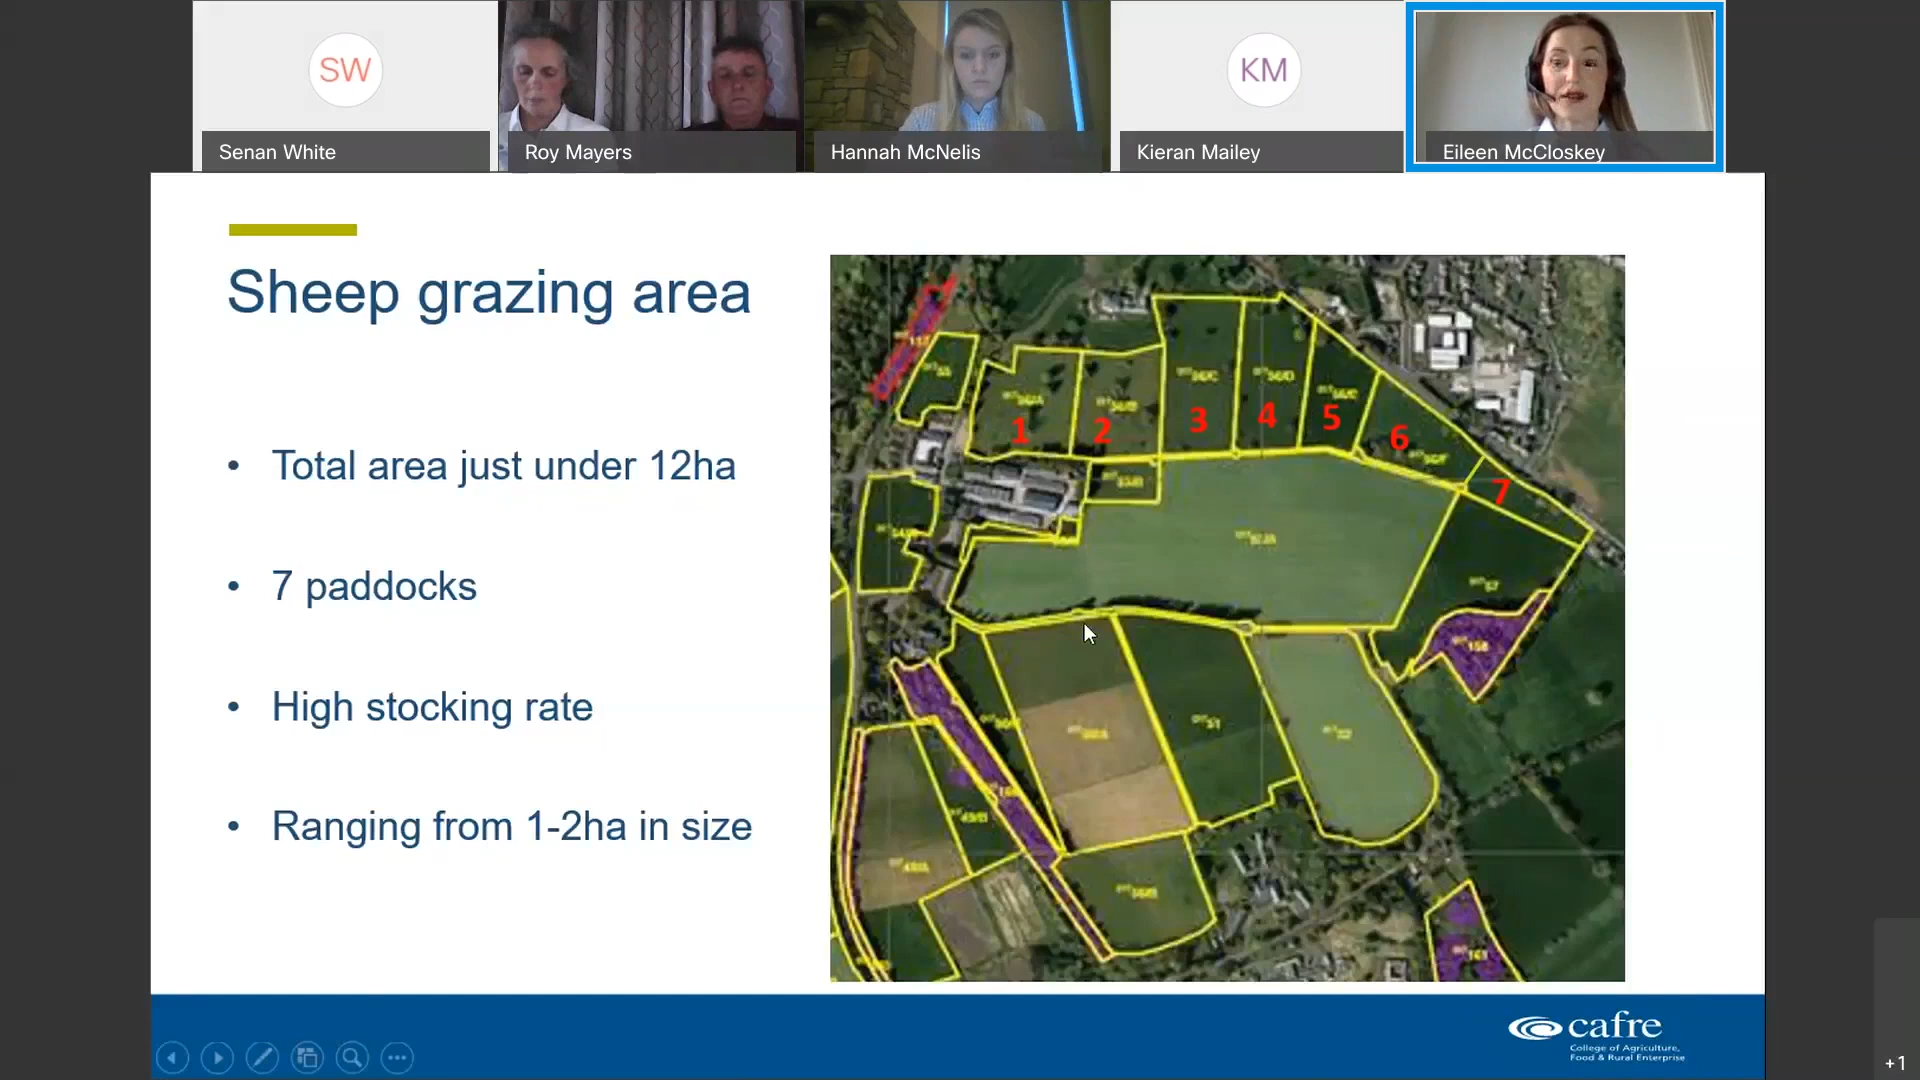 SW
KM
Senan White
Roy Mayers
Hannah McNelis
Kieran Mailey
Eileen McCloskey
Sheep grazing area
• Total area just under 12ha
• 7 paddocks
• High stocking rate
• Ranging from 1-2ha in size
1
2
3
4
5
6
7
cafre
College of Agriculture,
Food & Rural Enterprise
+1